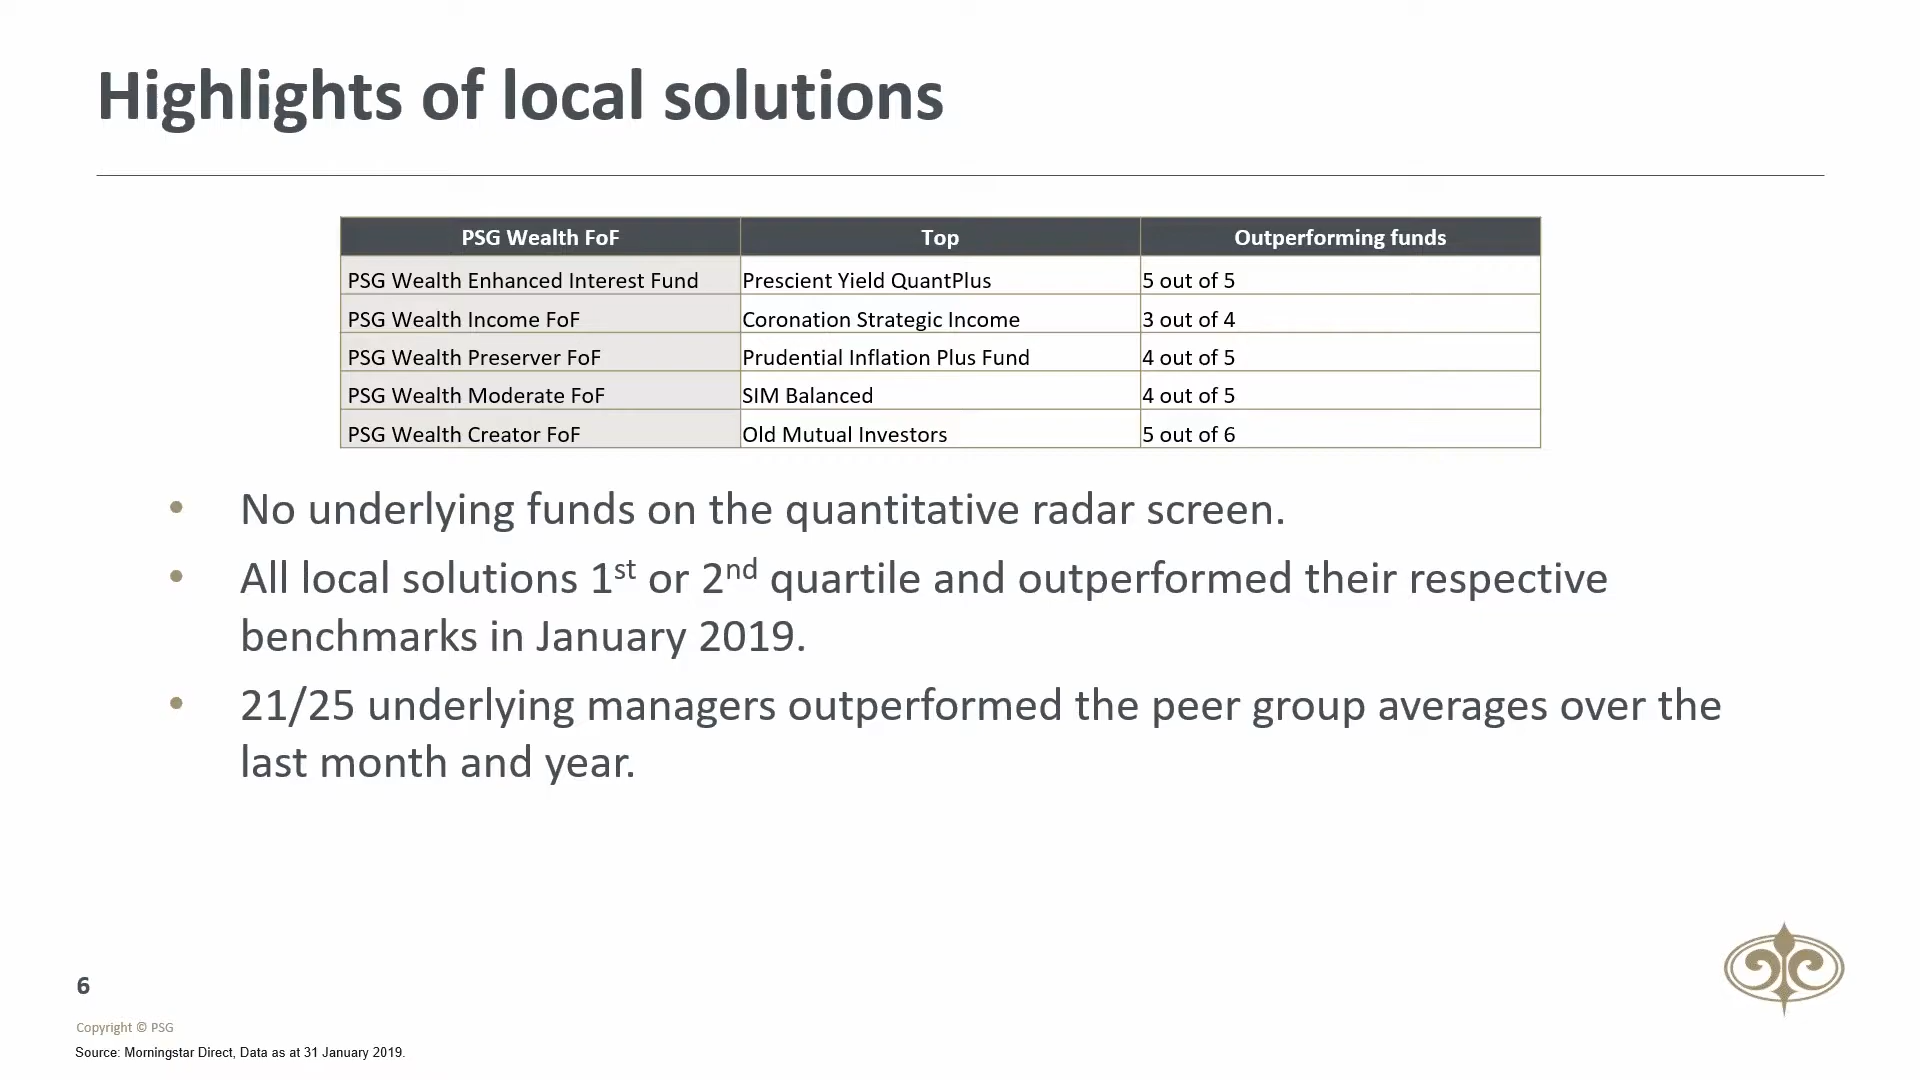 Highlights of local solutions
PSG Wealth FoF Top Outperforming funds
PSG Wealth Enhanced Interest Fund Prescient Yield QuantPlus 5 out of 5
PSG Wealth Income FoF Coronation Strategic Income 3 out of 4
PSG Wealth Preserver FoF Prudential Inflation Plus Fund 4 out of 5
PSG Wealth Moderate FoF SIM Balanced 4 out of 5
PSG Wealth Creator FoF Old Mutual Investors 5 out of 6
• No underlying funds on the quantitative radar screen.
• All local solutions 1st or 2nd quartile and outperformed their respective
benchmarks in January 2019.
• 21/25 underlying managers outperformed the peer group averages over the
last month and year.
6
Copyright © PSG
Source: Morningstar Direct, Data as at 31 January 2019.